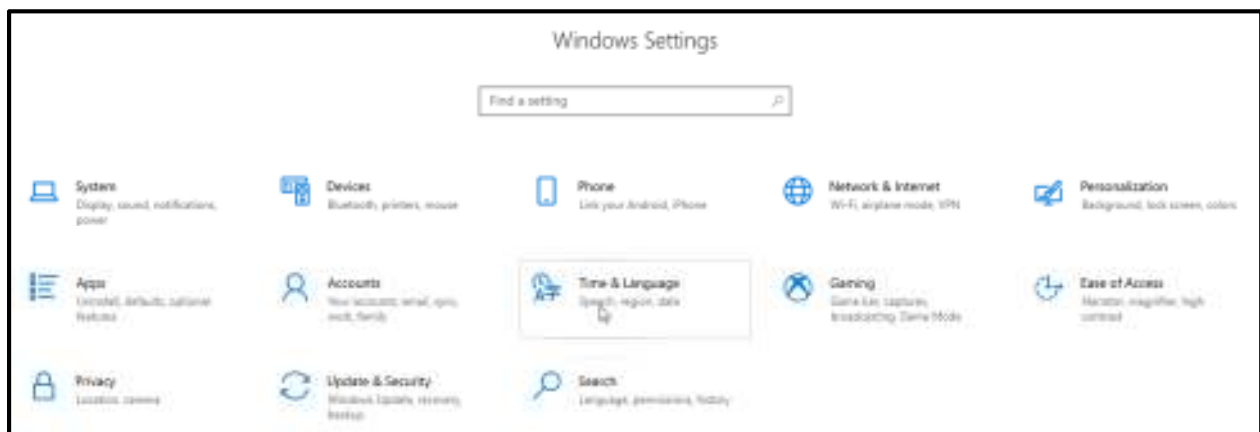 Windows Settings
Find a setting
System
Display, sound, notifications,
power
Devices
Bluetooth, printers, mouse
Phone
Link your Android, iPhone
Network & Internet
Wi-Fi, airplane mode, VPN
Personalization
Background, lock screen, colors
Apps
Uninstall, defaults, optional
features
Accounts
Your accounts, email, sync,
work, family
Time & Language
Speech, region, date
Gaming
Game bar, captures,
broadcasting, Game Mode
Ease of Access
Narrator, magnifier, high
contrast
Privacy
Location, camera
Update & Security
Windows Update, recovery,
backup
Search
Language, permissions, history